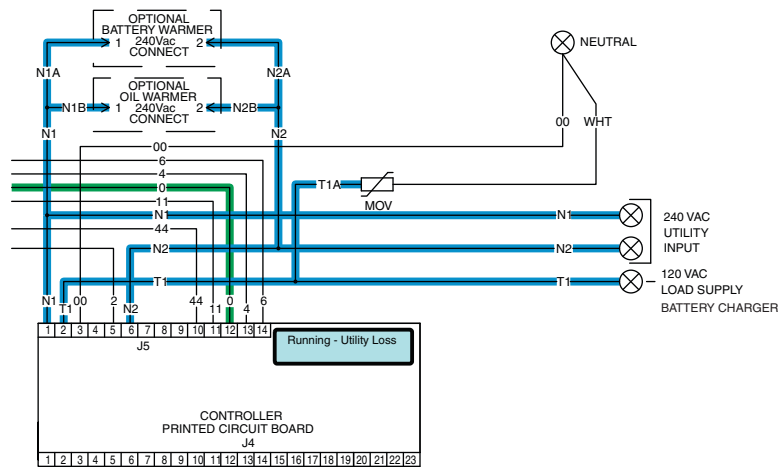 OPTIONAL
BATTERY WARMER
1 240Vac 2
CONNECT
NEUTRAL
N1A
N2A
OPTIONAL
OIL WARMER
N1B 1 240Vac 2 N2B
CONNECT
N1
N2
00
WHT
00
6
4
0
T1A
11
MOV
N1
N1
240 VAC
UTILITY
INPUT
44
N2
N2
T1
T1
120 VAC
LOAD SUPPLY
BATTERY CHARGER
N1
T1
00
2
N2
44
11
0
4
6
1 2 3 4 5 6 7 8 9 10 11 12 13 14
J5
Running - Utility Loss
CONTROLLER
PRINTED CIRCUIT BOARD
J4
1 2 3 4 5 6 7 8 9 10 11 12 13 14 15 16 17 18 19 20 21 22 23